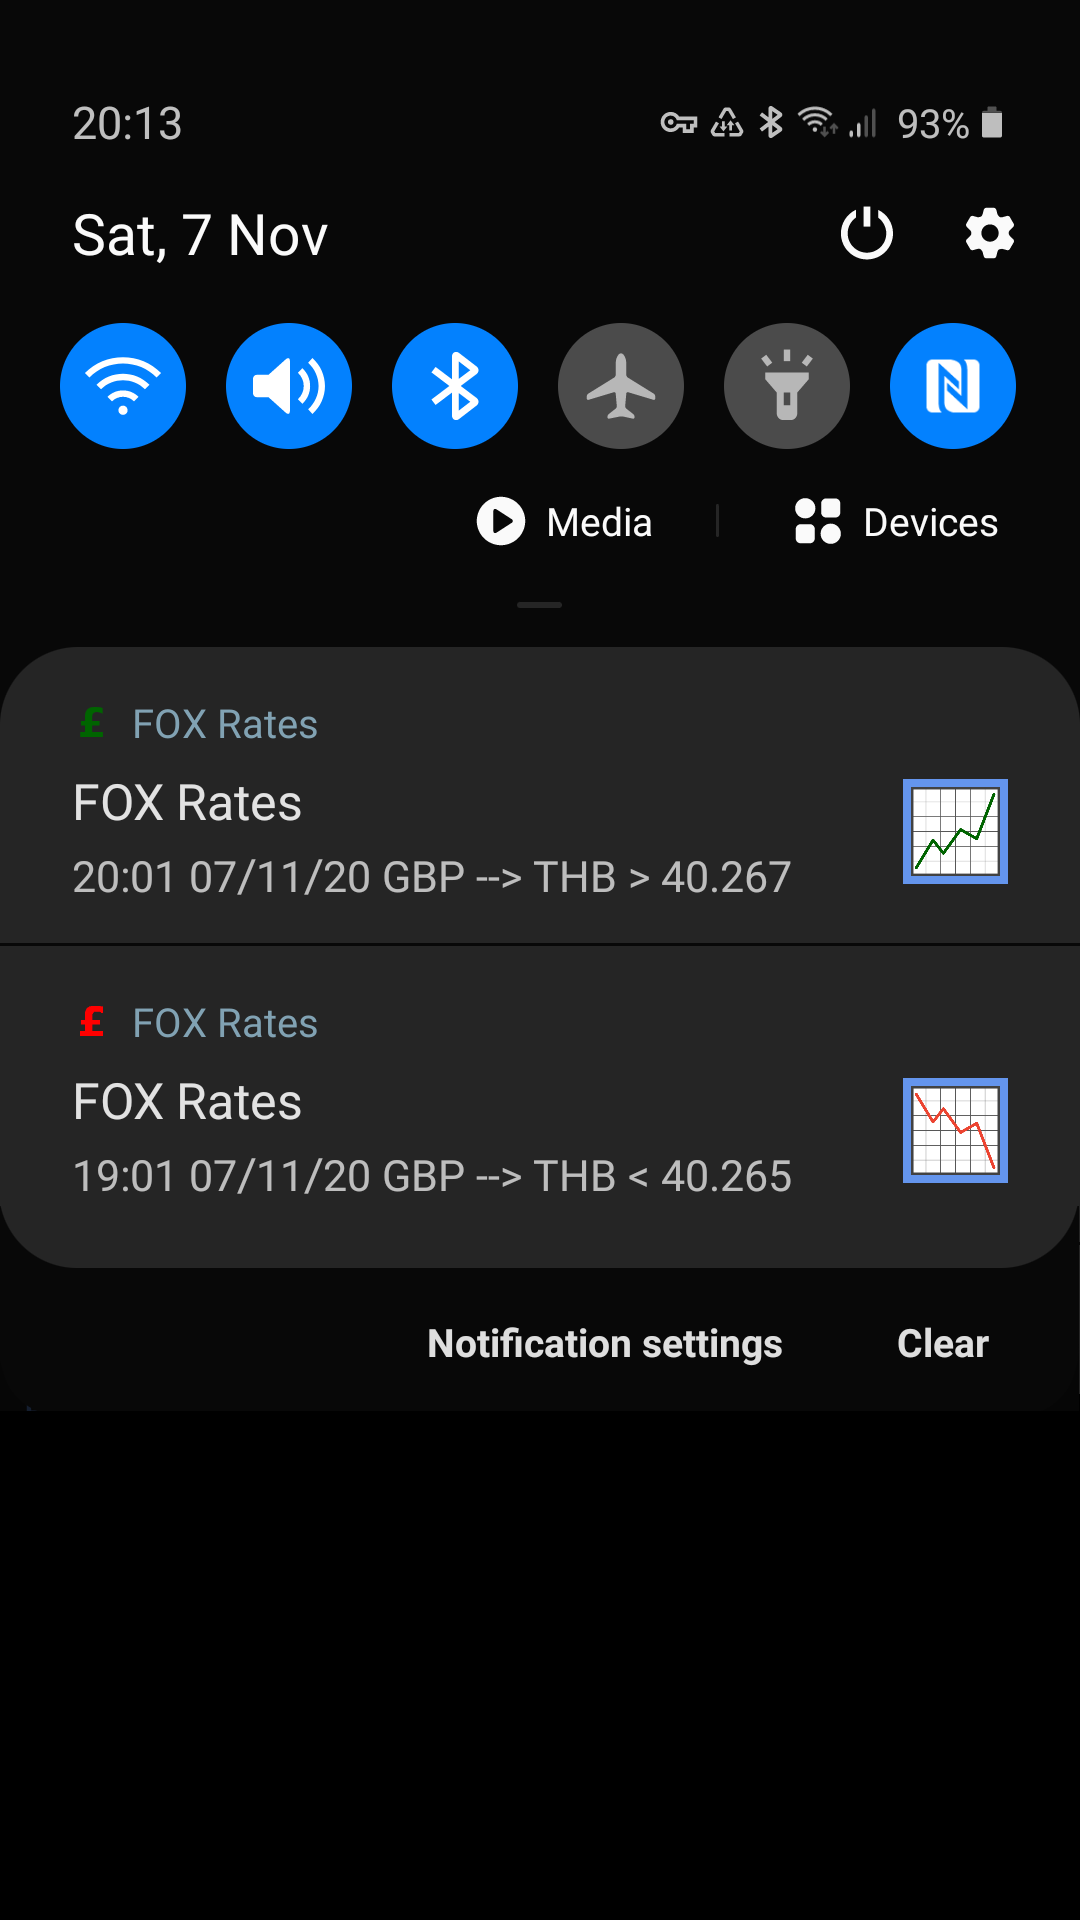 20:13 93%
Sat, 7 Nov
Media Devices
£ FOX Rates
FOX Rates
20:01 07/11/20 GBP --> THB > 40.267
£ FOX Rates
FOX Rates
19:01 07/11/20 GBP --> THB < 40.265
Notification settings Clear